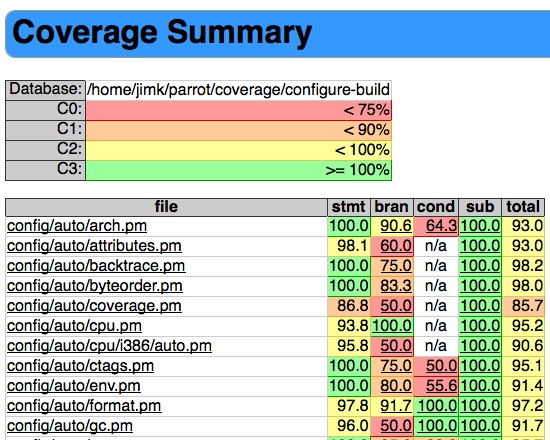 Coverage Summary
Database: /home/jimk/parrot/coverage/configure-build
C0: < 75%
C1: < 90%
C2: < 100%
C3: >= 100%
file stmt bran cond sub total
config/auto/arch.pm 100.0 90.6 64.3 100.0 93.0
config/auto/attributes.pm 98.1 60.0 n/a 100.0 93.0
config/auto/backtrace.pm 100.0 75.0 n/a 100.0 98.2
config/auto/byteorder.pm 100.0 83.3 n/a 100.0 98.0
config/auto/coverage.pm 86.8 50.0 n/a 100.0 85.7
config/auto/cpu.pm 93.8 100.0 n/a 100.0 95.2
config/auto/cpu/i386/auto.pm 95.8 50.0 n/a 100.0 90.6
config/auto/ctags.pm 100.0 75.0 50.0 100.0 95.1
config/auto/env.pm 100.0 80.0 55.6 100.0 91.4
config/auto/format.pm 97.8 91.7 100.0 100.0 97.2
config/auto/gc.pm 96.0 50.0 100.0 100.0 91.7